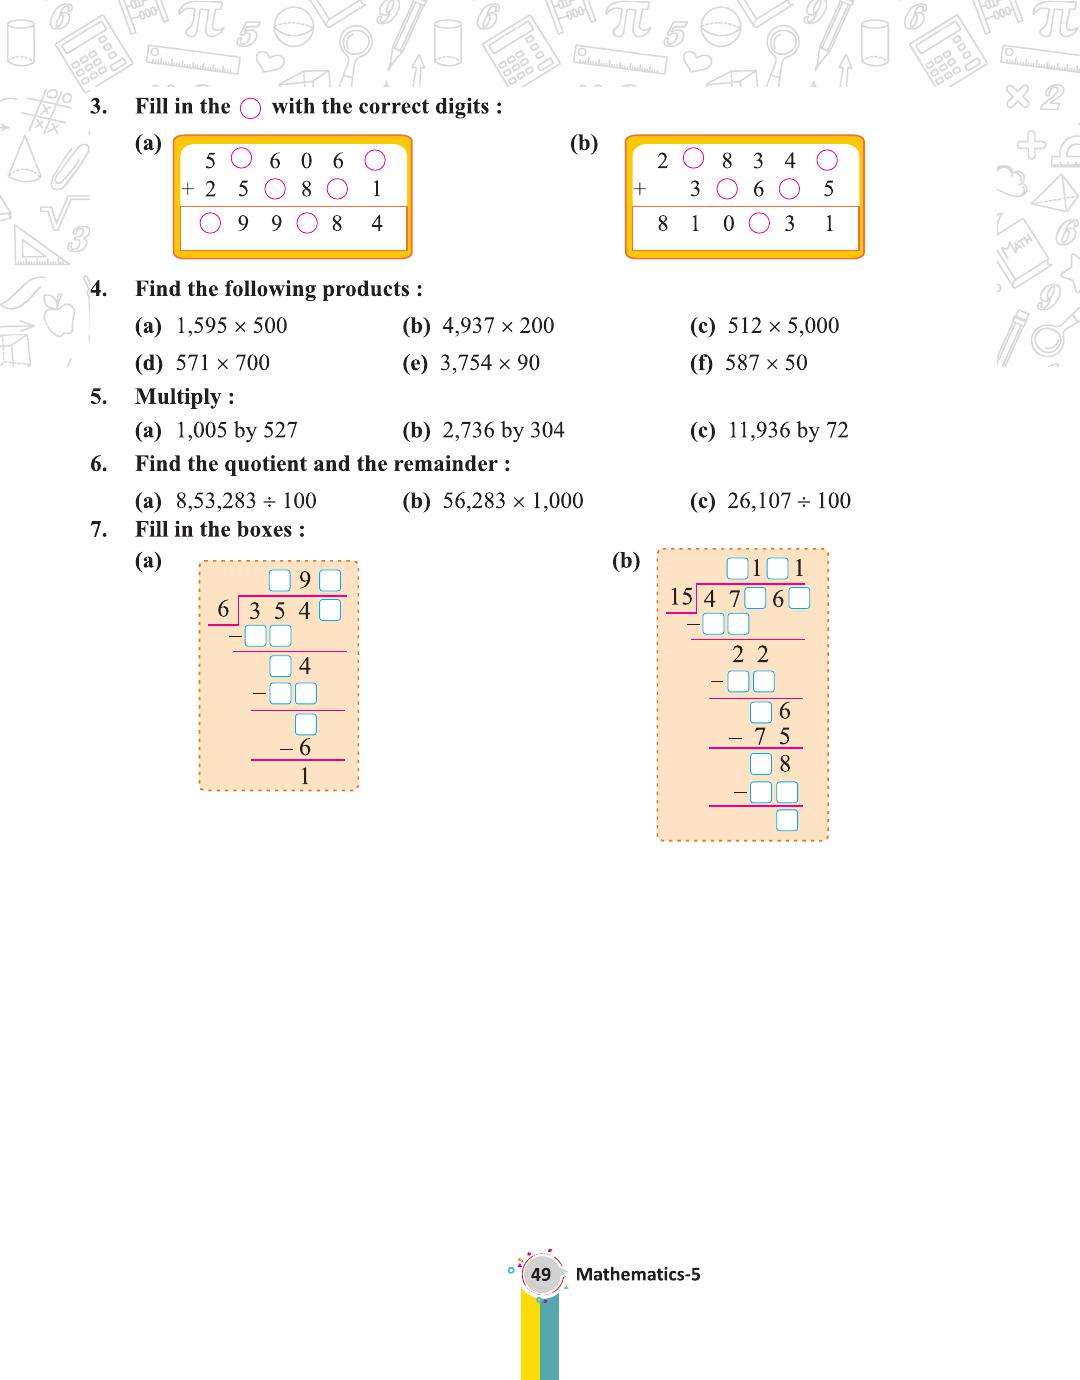 3. Fill in the ◯ with the correct digits :
(a) (b)
5 ◯ 6 0 6 ◯
+ 2 5 ◯ 8 ◯ 1
◯ 9 9 ◯ 8 4
2 ◯ 8 3 4 ◯
+ 3 ◯ 6 ◯ 5
8 1 0 ◯ 3 1
4. Find the following products :
(a) 1,595 × 500 (b) 4,937 × 200 (c) 512 × 5,000
(d) 571 × 700 (e) 3,754 × 90 (f) 587 × 50
5. Multiply :
(a) 1,005 by 527 (b) 2,736 by 304 (c) 11,936 by 72
6. Find the quotient and the remainder :
(a) 8,53,283 ÷ 100 (b) 56,283 × 1,000 (c) 26,107 ÷ 100
7. Fill in the boxes :
(a)
□ 9 □
6 3 5 4 □
– □ □
□ 4
– □ □
□
– 6
1
(b)
□ 1 □ 1
15 4 7 □ 6 □
– □ □
2 2
– □ □
□ 6
– 7 5
□ 8
– □ □
□
49 Mathematics-5